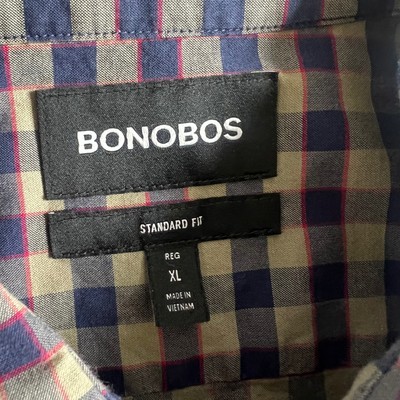 BONOBOS
STANDARD FIT
REG
XL
MADE IN
VIETNAM